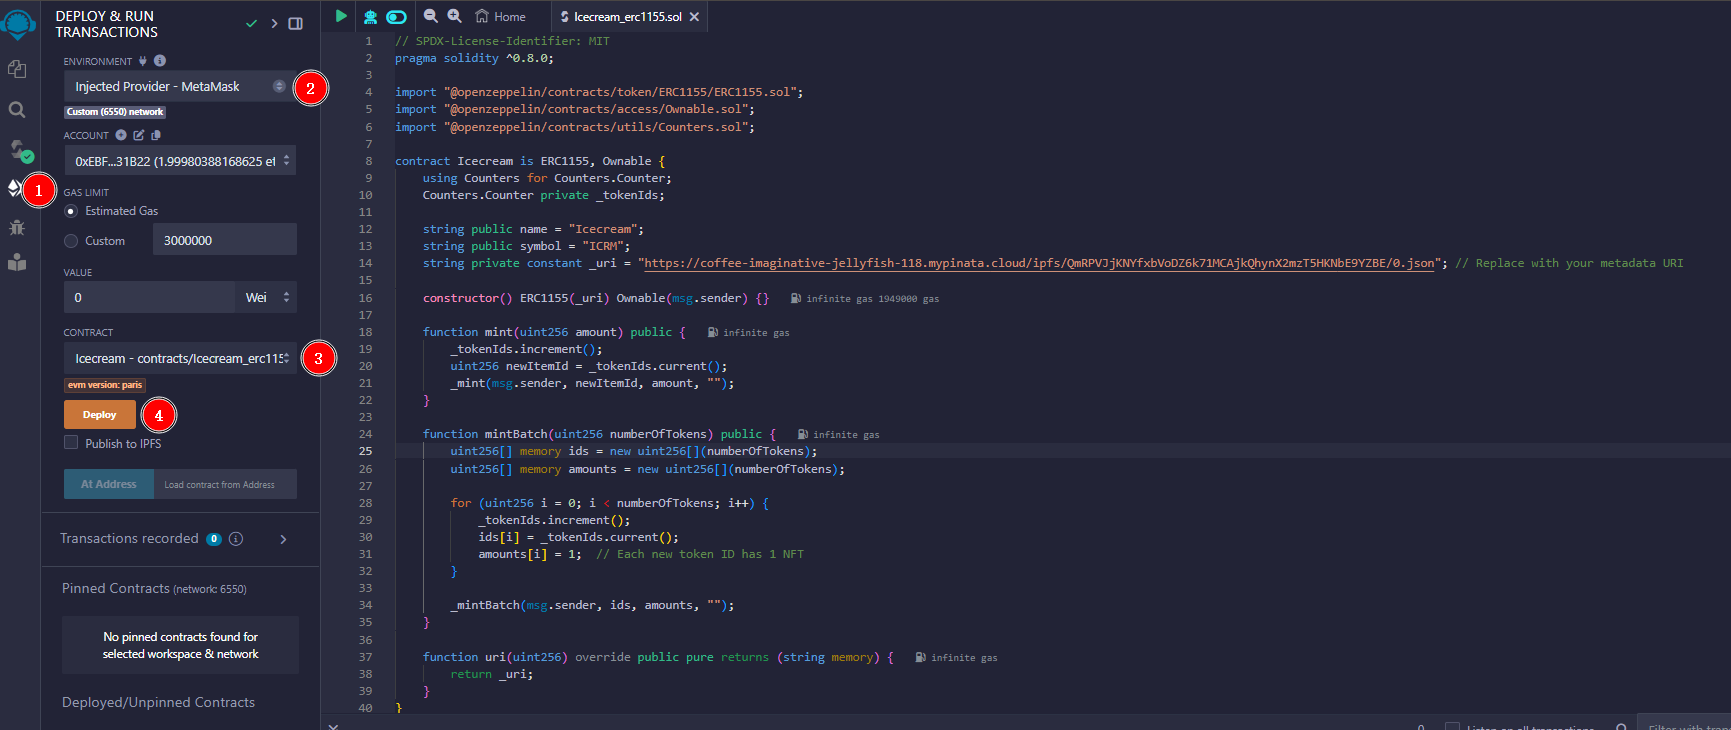 DEPLOY & RUN
TRANSACTIONS
ENVIRONMENT
Injected Provider - MetaMask
2
Custom (6550) network
ACCOUNT
0xEBF...31B22 (1.99980388168625 et
1
GAS LIMIT
Estimated Gas
Custom
3000000
VALUE
0
Wei
CONTRACT
Icecream - contracts/Icecream_erc115
3
evm version: paris
Deploy
4
Publish to IPFS
At Address
Load contract from Address
Transactions recorded 0
Pinned Contracts (network: 6550)
No pinned contracts found for
selected workspace & network
Deployed/Unpinned Contracts
Home
Icecream_erc1155.sol
1 // SPDX-License-Identifier: MIT
2 pragma solidity ^0.8.0;
3
4 import "@openzeppelin/contracts/token/ERC1155/ERC1155.sol";
5 import "@openzeppelin/contracts/access/Ownable.sol";
6 import "@openzeppelin/contracts/utils/Counters.sol";
7
8 contract Icecream is ERC1155, Ownable {
9 using Counters for Counters.Counter;
10 Counters.Counter private _tokenIds;
11
12 string public name = "Icecream";
13 string public symbol = "ICRM";
14 string private constant _uri = "https://coffee-imaginative-jellyfish-118.mypinata.cloud/ipfs/QmRPVJjKNYfxbVoDZ6k71MCAjkQhynX2mzT5HKNbE9YZBE/0.json"; // Replace with your metadata URI
15
16 constructor() ERC1155(_uri) Ownable(msg.sender) {} infinite gas 1949000 gas
17
18 function mint(uint256 amount) public { infinite gas
19 _tokenIds.increment();
20 uint256 newItemId = _tokenIds.current();
21 _mint(msg.sender, newItemId, amount, "");
22 }
23
24 function mintBatch(uint256 numberOfTokens) public { infinite gas
25 uint256[] memory ids = new uint256[](numberOfTokens);
26 uint256[] memory amounts = new uint256[](numberOfTokens);
27
28 for (uint256 i = 0; i < numberOfTokens; i++) {
29 _tokenIds.increment();
30 ids[i] = _tokenIds.current();
31 amounts[i] = 1; // Each new token ID has 1 NFT
32 }
33
34 _mintBatch(msg.sender, ids, amounts, "");
35 }
36
37 function uri(uint256) override public pure returns (string memory) { infinite gas
38 return _uri;
39 }
40 }
0
Listen on all transactions
Filter with tran